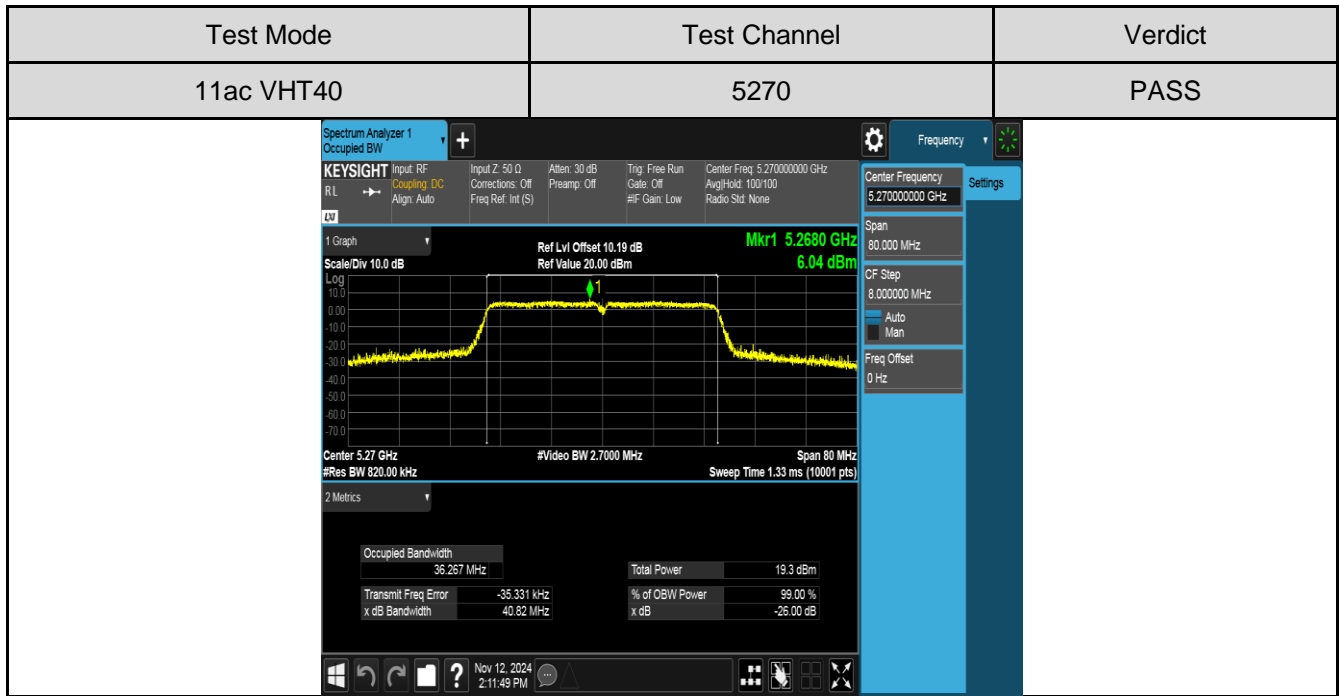 Test Mode Test Channel Verdict
11ac VHT40 5270 PASS
Spectrum Analyzer 1
Occupied BW
+
Frequency
KEYSIGHT Input: RF Input Z: 50 Ω Atten: 30 dB Trig: Free Run Center Freq: 5.270000000 GHz
RL Coupling: DC Corrections: Off Preamp: Off Gate: Off Avg|Hold: 100/100
Align: Auto Freq Ref: Int (S) #IF Gain: Low Radio Std: None
LXI
Center Frequency
5.270000000 GHz
Settings
Span
80.000 MHz
CF Step
8.000000 MHz
Auto
Man
Freq Offset
0 Hz
1 Graph Ref Lvl Offset 10.19 dB Mkr1 5.2680 GHz
Scale/Div 10.0 dB Ref Value 20.00 dBm 6.04 dBm
Log
1
10.0
0.00
-10.0
-20.0
-30.0
-40.0
-50.0
-60.0
-70.0
Center 5.27 GHz #Video BW 2.7000 MHz Span 80 MHz
#Res BW 820.00 kHz Sweep Time 1.33 ms (10001 pts)
2 Metrics
Occupied Bandwidth
36.267 MHz Total Power 19.3 dBm
Transmit Freq Error -35.331 kHz % of OBW Power 99.00 %
x dB Bandwidth 40.82 MHz x dB -26.00 dB
? Nov 12, 2024
2:11:49 PM